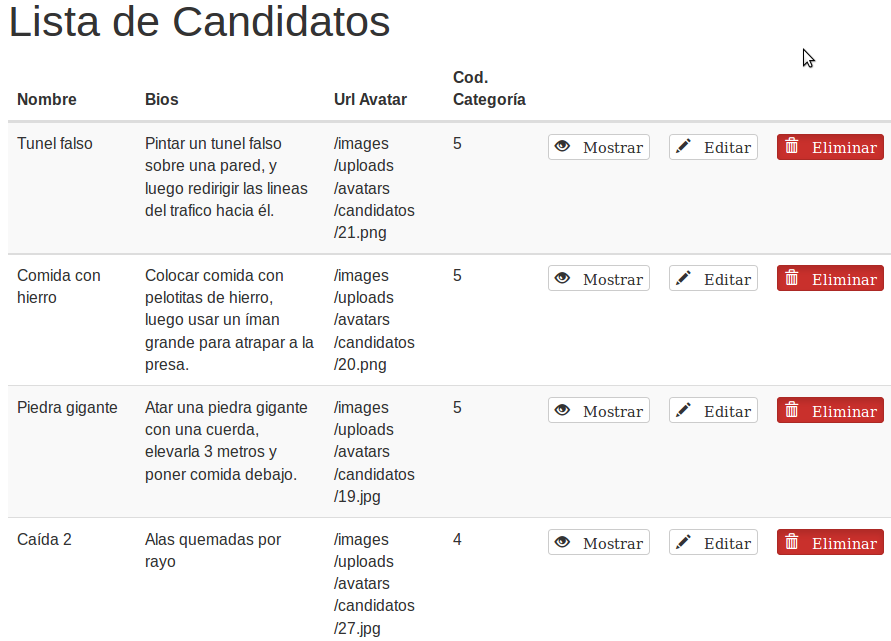 Lista de Candidatos
Nombre Bios Url Avatar Cod. Categoría
Tunel falso Pintar un tunel falso /images 5 Mostrar Editar Eliminar
sobre una pared, y /uploads
luego redirigir las lineas /avatars
del trafico hacia él. /candidatos
/21.png
Comida con Colocar comida con /images 5 Mostrar Editar Eliminar
hierro pelotitas de hierro, /uploads
luego usar un íman /avatars
grande para atrapar a la /candidatos
presa. /20.png
Piedra gigante Atar una piedra gigante /images 5 Mostrar Editar Eliminar
con una cuerda, /uploads
elevarla 3 metros y /avatars
poner comida debajo. /candidatos
/19.jpg
Caída 2 Alas quemadas por /images 4 Mostrar Editar Eliminar
rayo /uploads
/avatars
/candidatos
/27.jpg